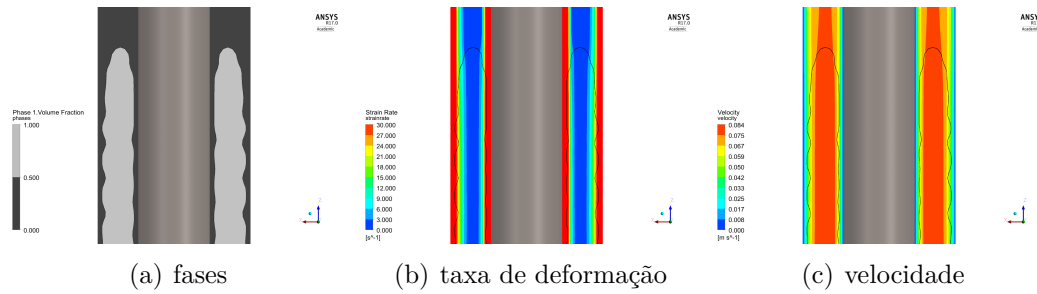 ANSYS
R17.0
Academic
Phase 1.Volume Fraction
phases
1.000
0.500
0.000
Z
(a) fases
ANSYS
R17.0
Academic
Strain Rate
strainrate
30.000
27.000
24.000
21.000
18.000
15.000
12.000
9.000
6.000
3.000
0.000
[s^-1]
Z
(b) taxa de deformação
ANSYS
R17.0
Academic
Velocity
velocity
0.084
0.075
0.067
0.059
0.050
0.042
0.033
0.025
0.017
0.008
0.000
[m s^-1]
Z
(c) velocidade